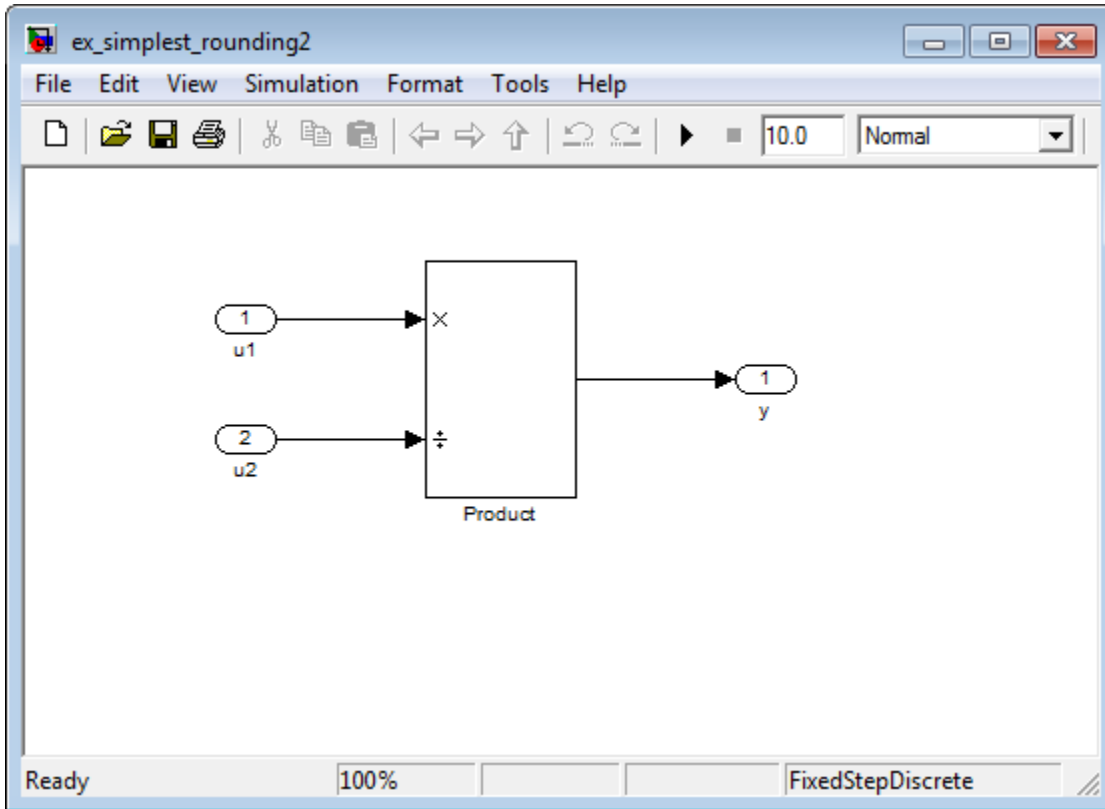 ex_simplest_rounding2
File Edit View Simulation Format Tools Help
10.0 Normal
1
u1
×
2
u2
÷
1
y
Product
Ready 100% FixedStepDiscrete